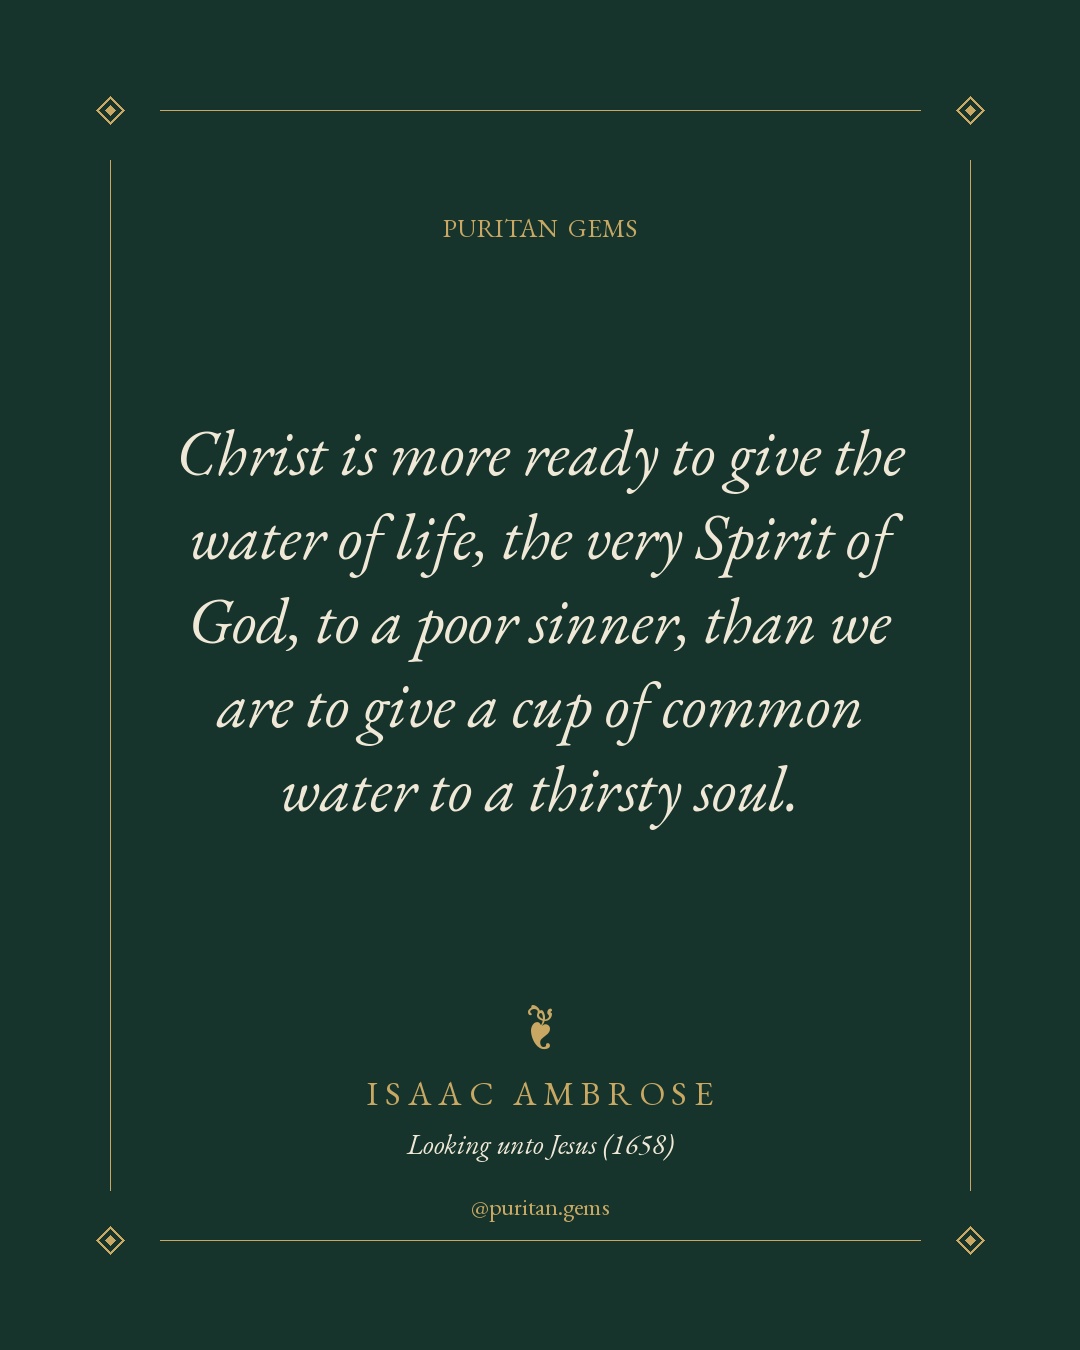 PURITAN GEMS
Christ is more ready to give the
water of life, the very Spirit of
God, to a poor sinner, than we
are to give a cup of common
water to a thirsty soul.
ISAAC AMBROSE
Looking unto Jesus (1658)
@puritan.gems